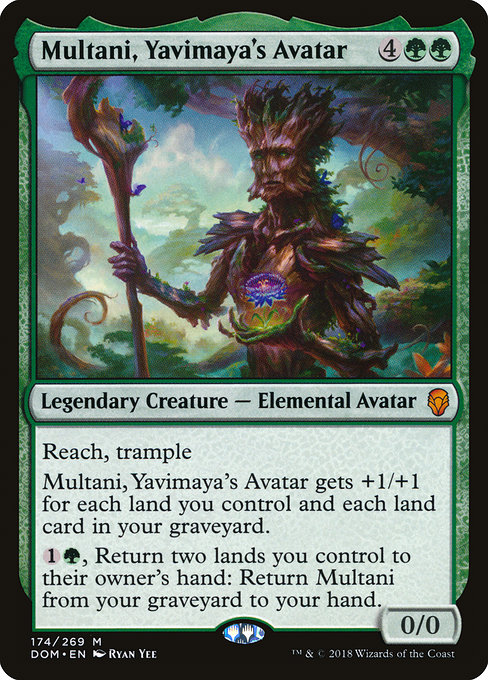 Multani, Yavimaya's Avatar 4
Legendary Creature — Elemental Avatar
Reach, trample
Multani, Yavimaya's Avatar gets +1/+1
for each land you control and each land
card in your graveyard.
1, Return two lands you control to
their owner's hand: Return Multani
from your graveyard to your hand.
0/0
174/269 M
DOM • EN Ryan Yee
™ & © 2018 Wizards of the Coast